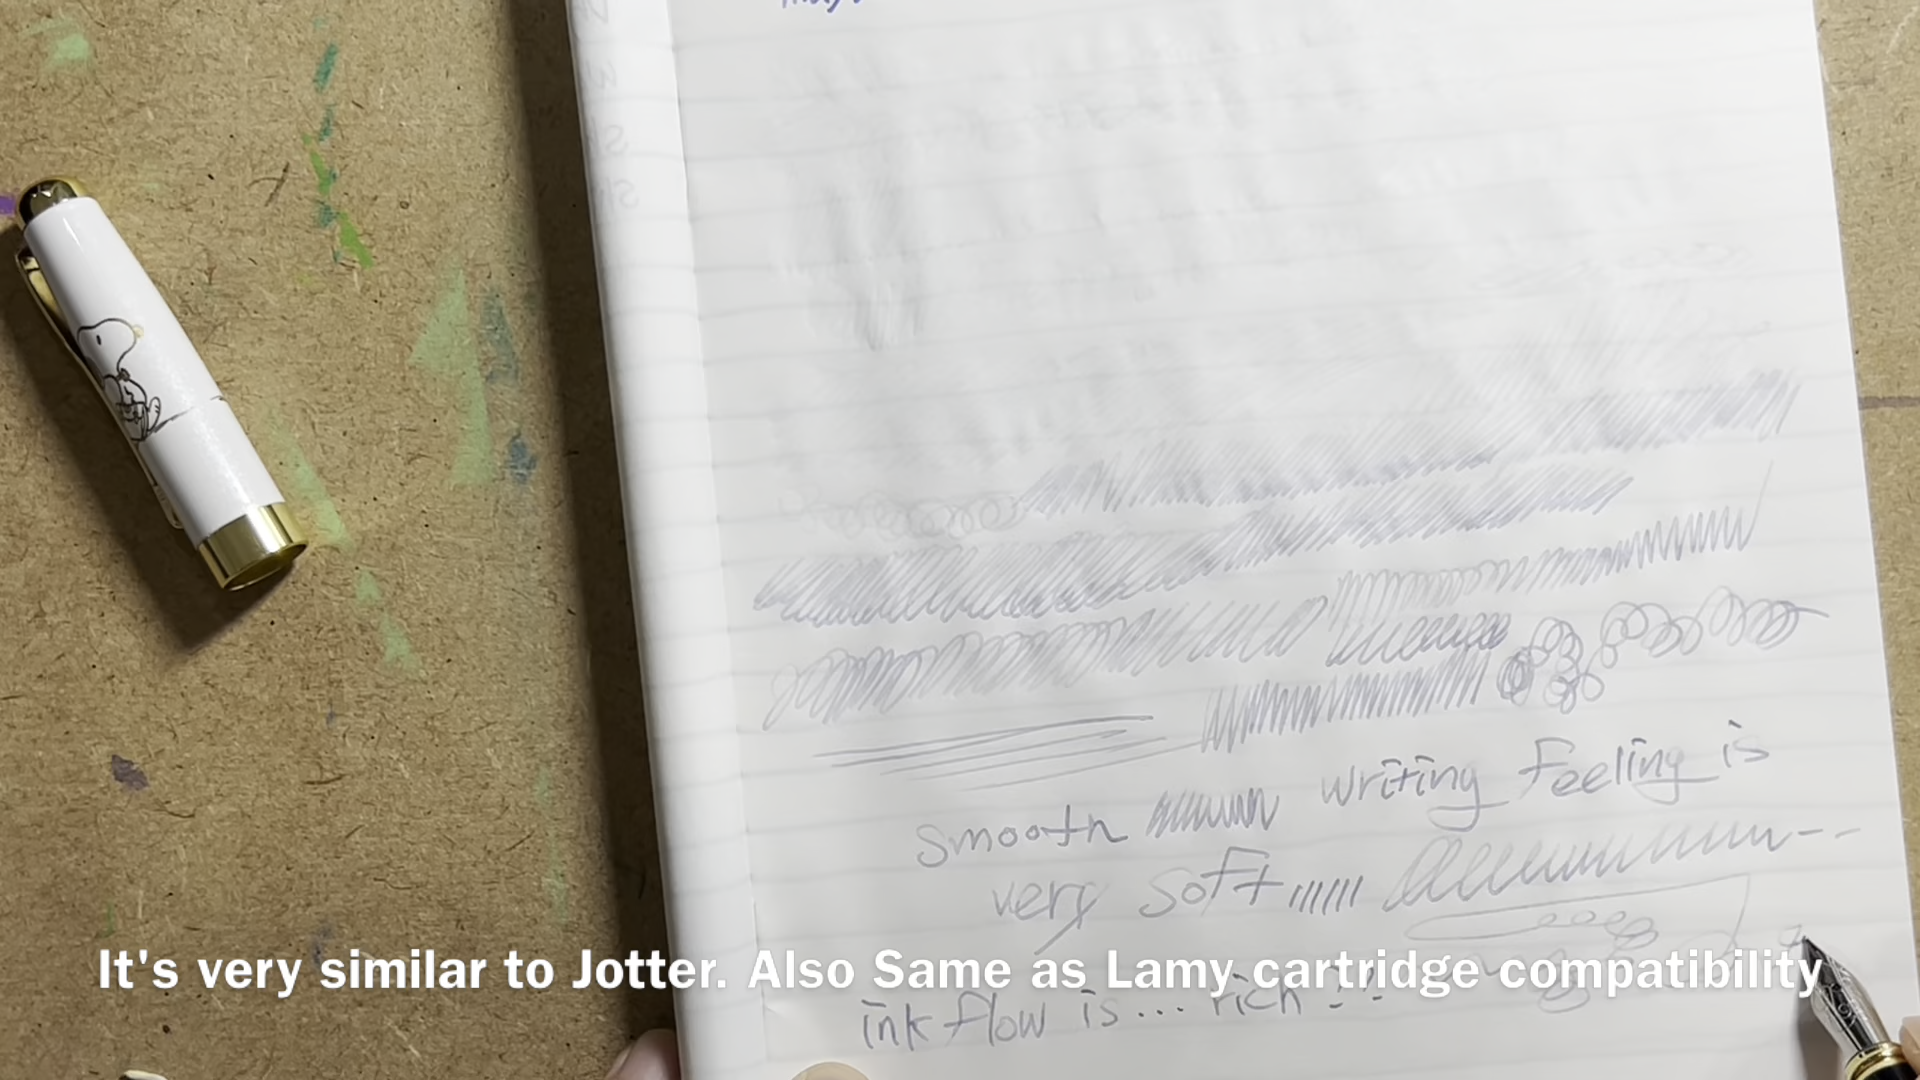 smooth writing feeling is
very soft
It's very similar to Jotter. Also Same as Lamy cartridge compatibility
ink flow is... rich!!